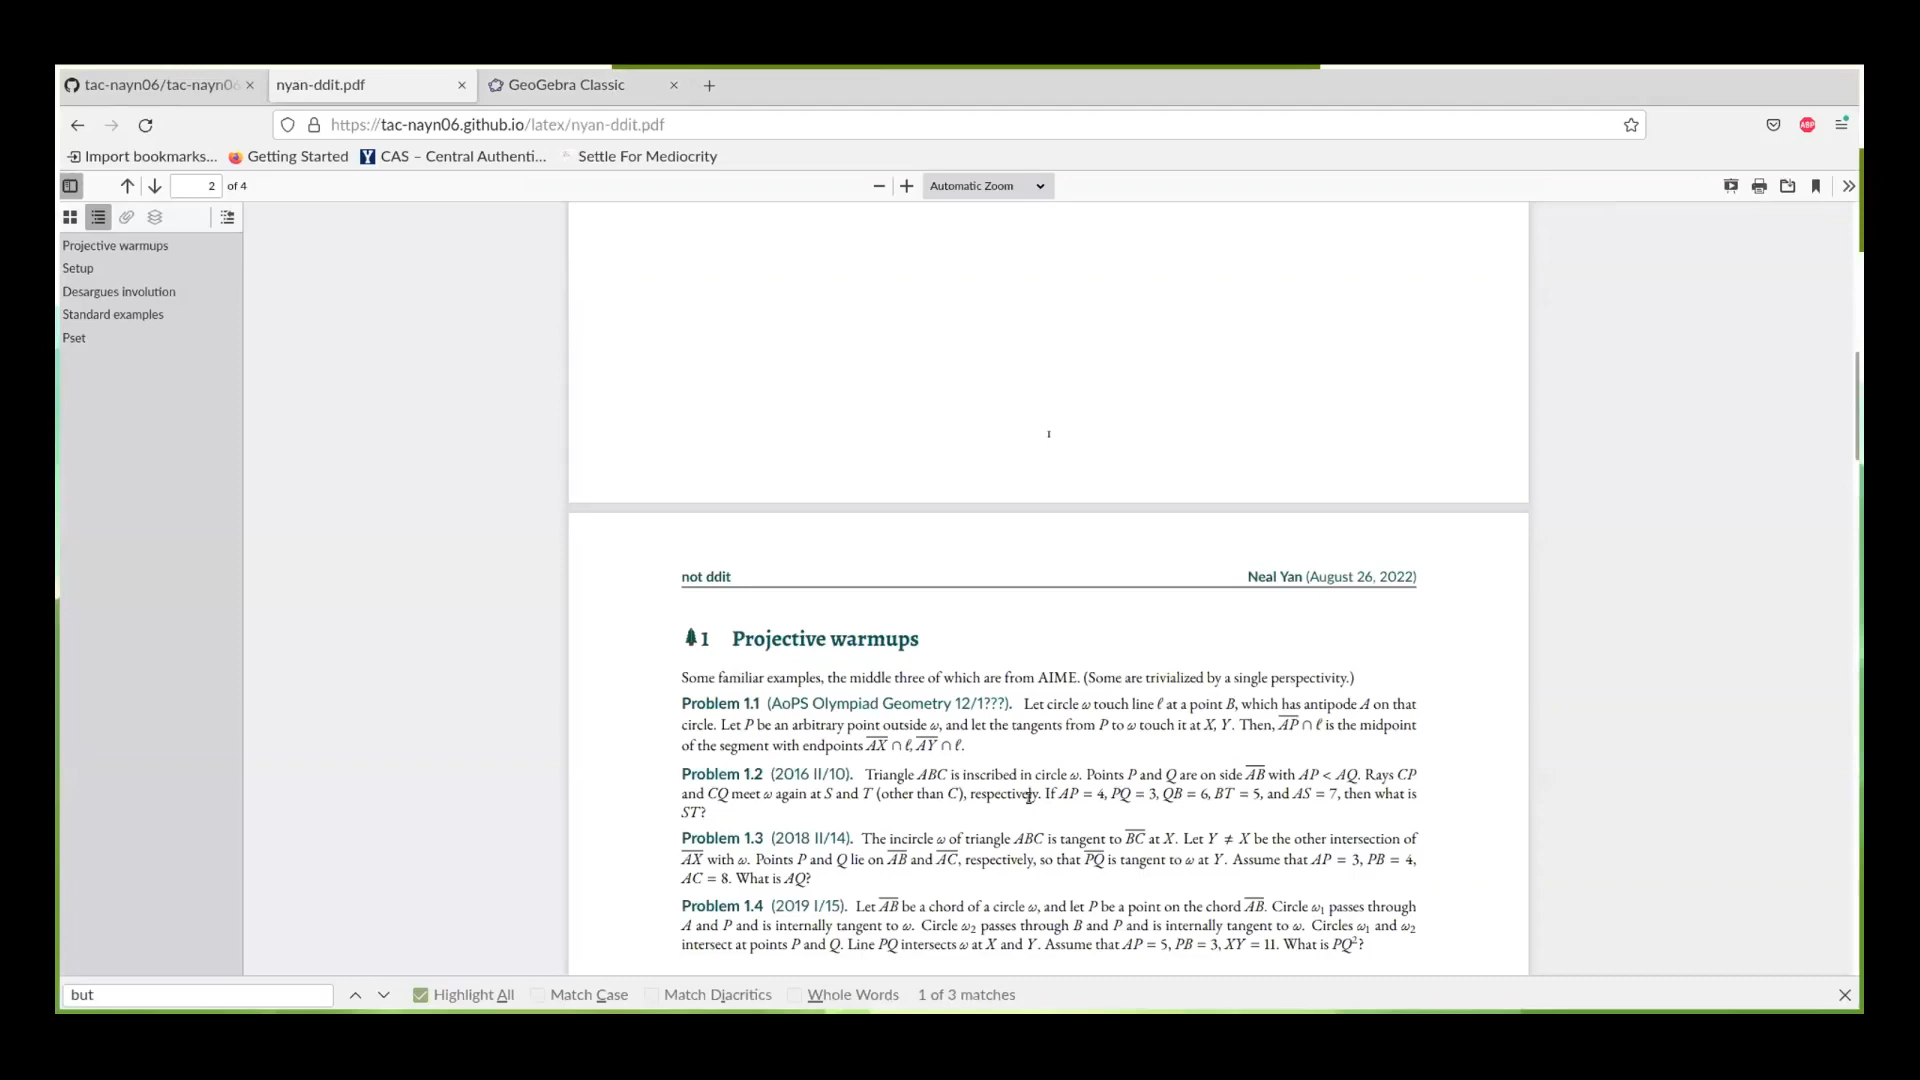 tac-nayn06/tac-nayn06
nyan-ddit.pdf
GeoGebra Classic
https://tac-nayn06.github.io/latex/nyan-ddit.pdf
Import bookmarks...
Getting Started
CAS – Central Authenti...
Settle For Mediocrity
2 of 4
Automatic Zoom
Projective warmups
Setup
Desargues involution
Standard examples
Pset
not ddit
Neal Yan (August 26, 2022)
1 Projective warmups
Some familiar examples, the middle three of which are from AIME. (Some are trivialized by a single perspectivity.)
Problem 1.1 (AoPS Olympiad Geometry 12/1???). Let circle ω touch line ℓ at a point B, which has antipode A on that
circle. Let P be an arbitrary point outside ω, and let the tangents from P to ω touch it at X, Y. Then, A̅P̅ ∩ ℓ is the midpoint
of the segment with endpoints A̅X̅ ∩ ℓ, A̅Y̅ ∩ ℓ.
Problem 1.2 (2016 II/10). Triangle ABC is inscribed in circle ω. Points P and Q are on side A̅B̅ with AP < AQ. Rays CP
and CQ meet ω again at S and T (other than C), respectively. If AP = 4, PQ = 3, QB = 6, BT = 5, and AS = 7, then what is
ST?
Problem 1.3 (2018 II/14). The incircle ω of triangle ABC is tangent to B̅C̅ at X. Let Y ≠ X be the other intersection of
A̅X̅ with ω. Points P and Q lie on A̅B̅ and A̅C̅, respectively, so that P̅Q̅ is tangent to ω at Y. Assume that AP = 3, PB = 4,
AC = 8. What is AQ?
Problem 1.4 (2019 I/15). Let A̅B̅ be a chord of a circle ω, and let P be a point on the chord A̅B̅. Circle ω₁ passes through
A and P and is internally tangent to ω. Circle ω₂ passes through B and P and is internally tangent to ω. Circles ω₁ and ω₂
intersect at points P and Q. Line PQ intersects ω at X and Y. Assume that AP = 5, PB = 3, XY = 11. What is PQ²?
but
Highlight All
Match Case
Match Diacritics
Whole Words
1 of 3 matches